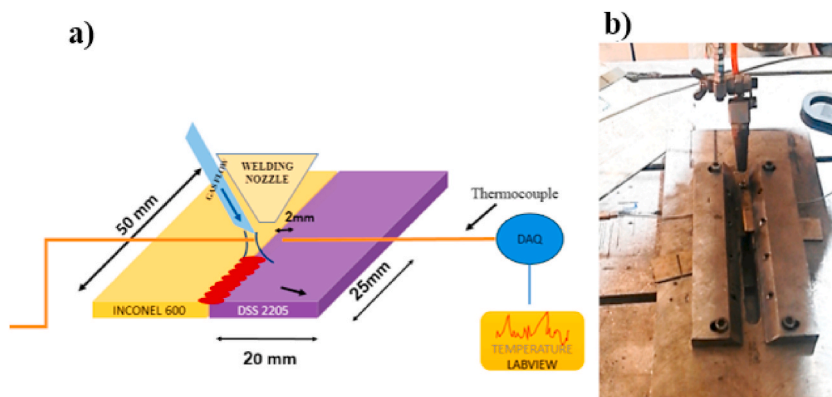 a)
b)
GAS FLOW
WELDING
NOZZLE
50 mm
2mm
Thermocouple
DAQ
25mm
INCONEL 600
DSS 2205
20 mm
TEMPERATURE
LABVIEW